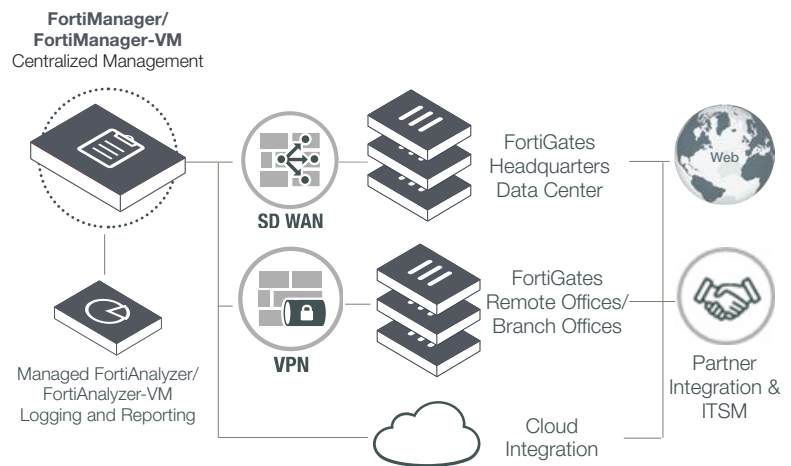 FortiManager/
FortiManager-VM
Centralized Management
SD WAN
FortiGates
Headquarters
Data Center
Web
VPN
FortiGates
Remote Offices/
Branch Offices
Managed FortiAnalyzer/
FortiAnalyzer-VM
Logging and Reporting
Partner
Integration &
ITSM
Cloud
Integration